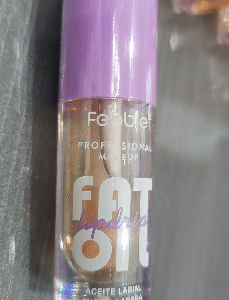 Febble
PROFESSIONAL
MAKEUP
FAT
OIL
ACEITE LABIAL